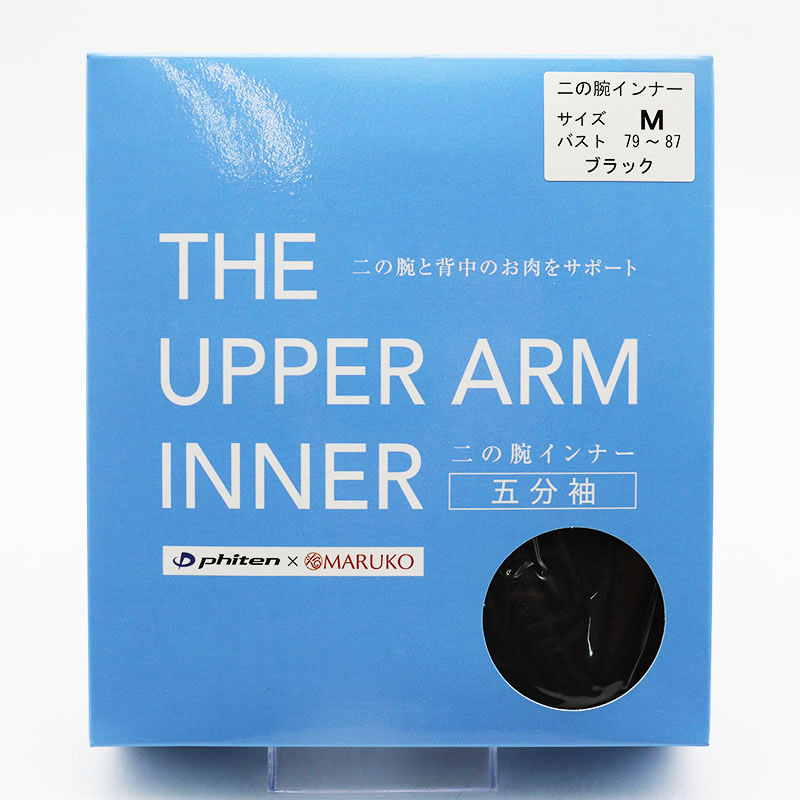 二の腕インナー
サイズ M
バスト 79～87
ブラック
THE
二の腕と背中のお肉をサポート
UPPER ARM
INNER
二の腕インナー
五分袖
phiten × MARUKO